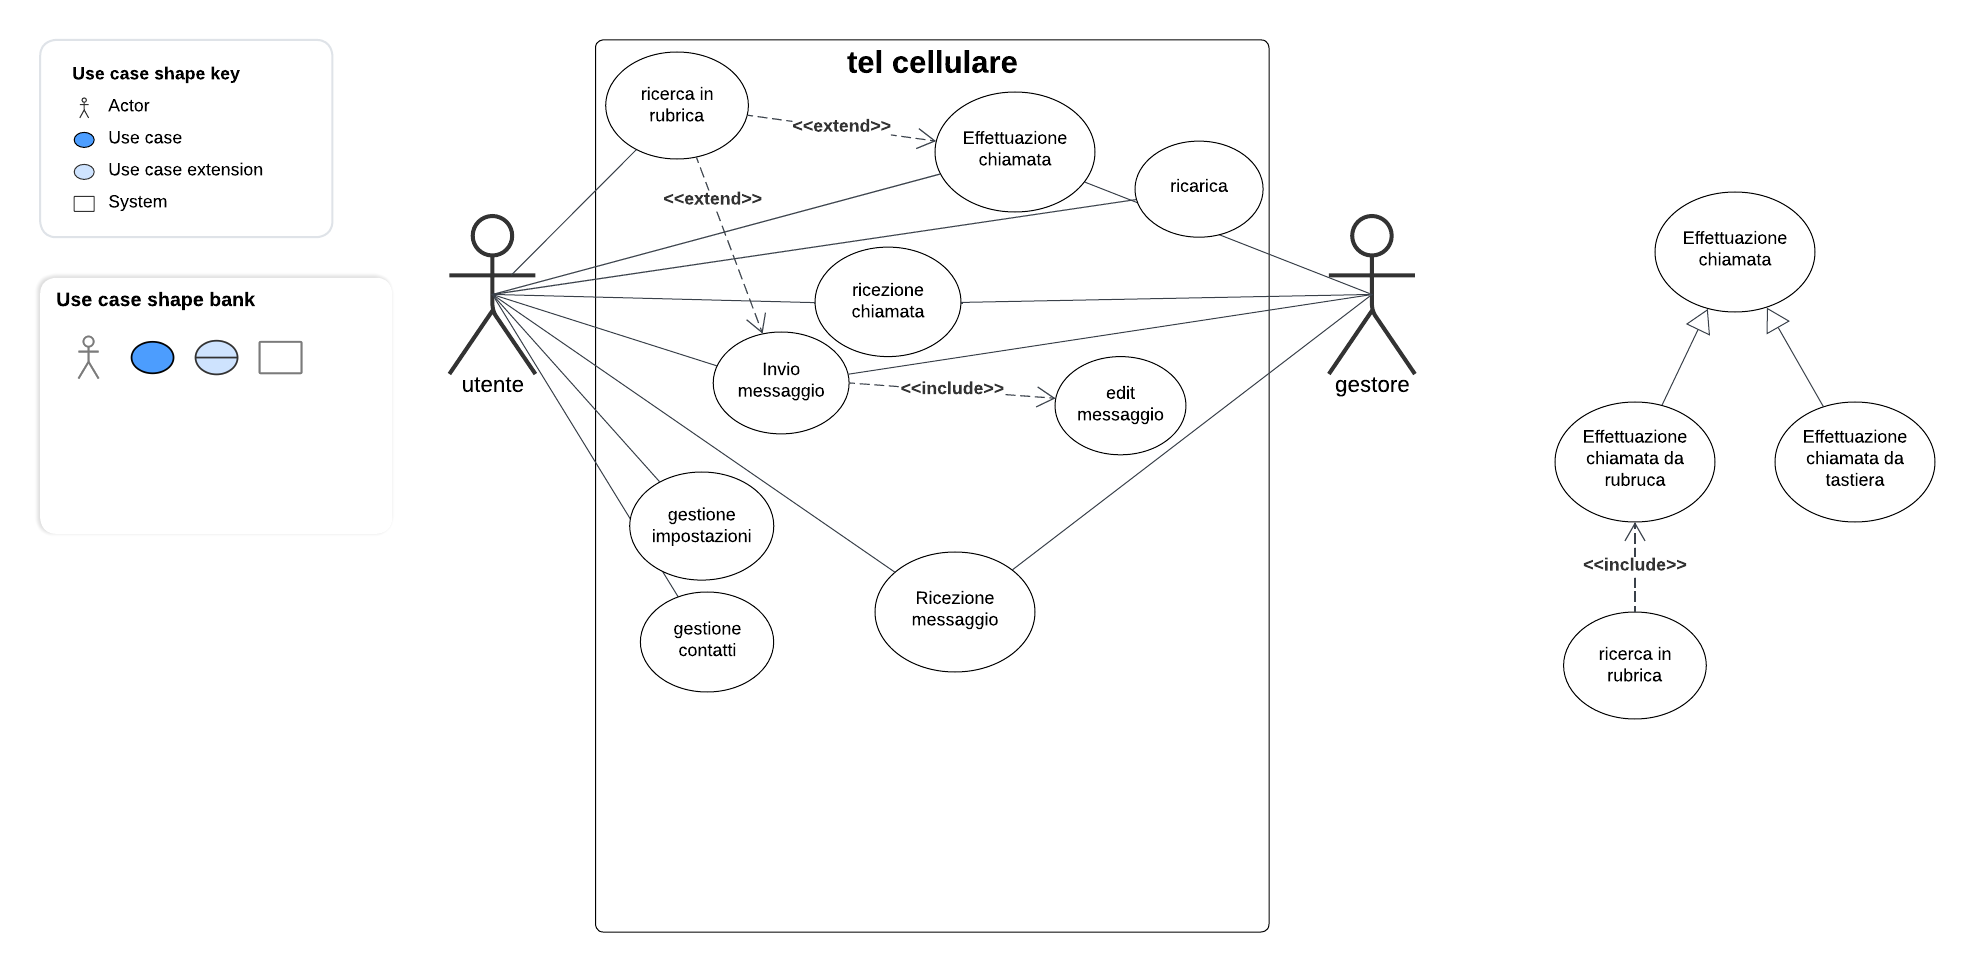 Use case shape key
Actor
Use case
Use case extension
System
Use case shape bank
tel cellulare
ricerca in
rubrica
<<extend>>
Effettuazione
chiamata
ricarica
<<extend>>
ricezione
chiamata
Invio
messaggio
<<include>>
edit
messaggio
utente
gestore
gestione
impostazioni
Ricezione
messaggio
gestione
contatti
Effettuazione
chiamata
Effettuazione
chiamata da
rubruca
Effettuazione
chiamata da
tastiera
<<include>>
ricerca in
rubrica